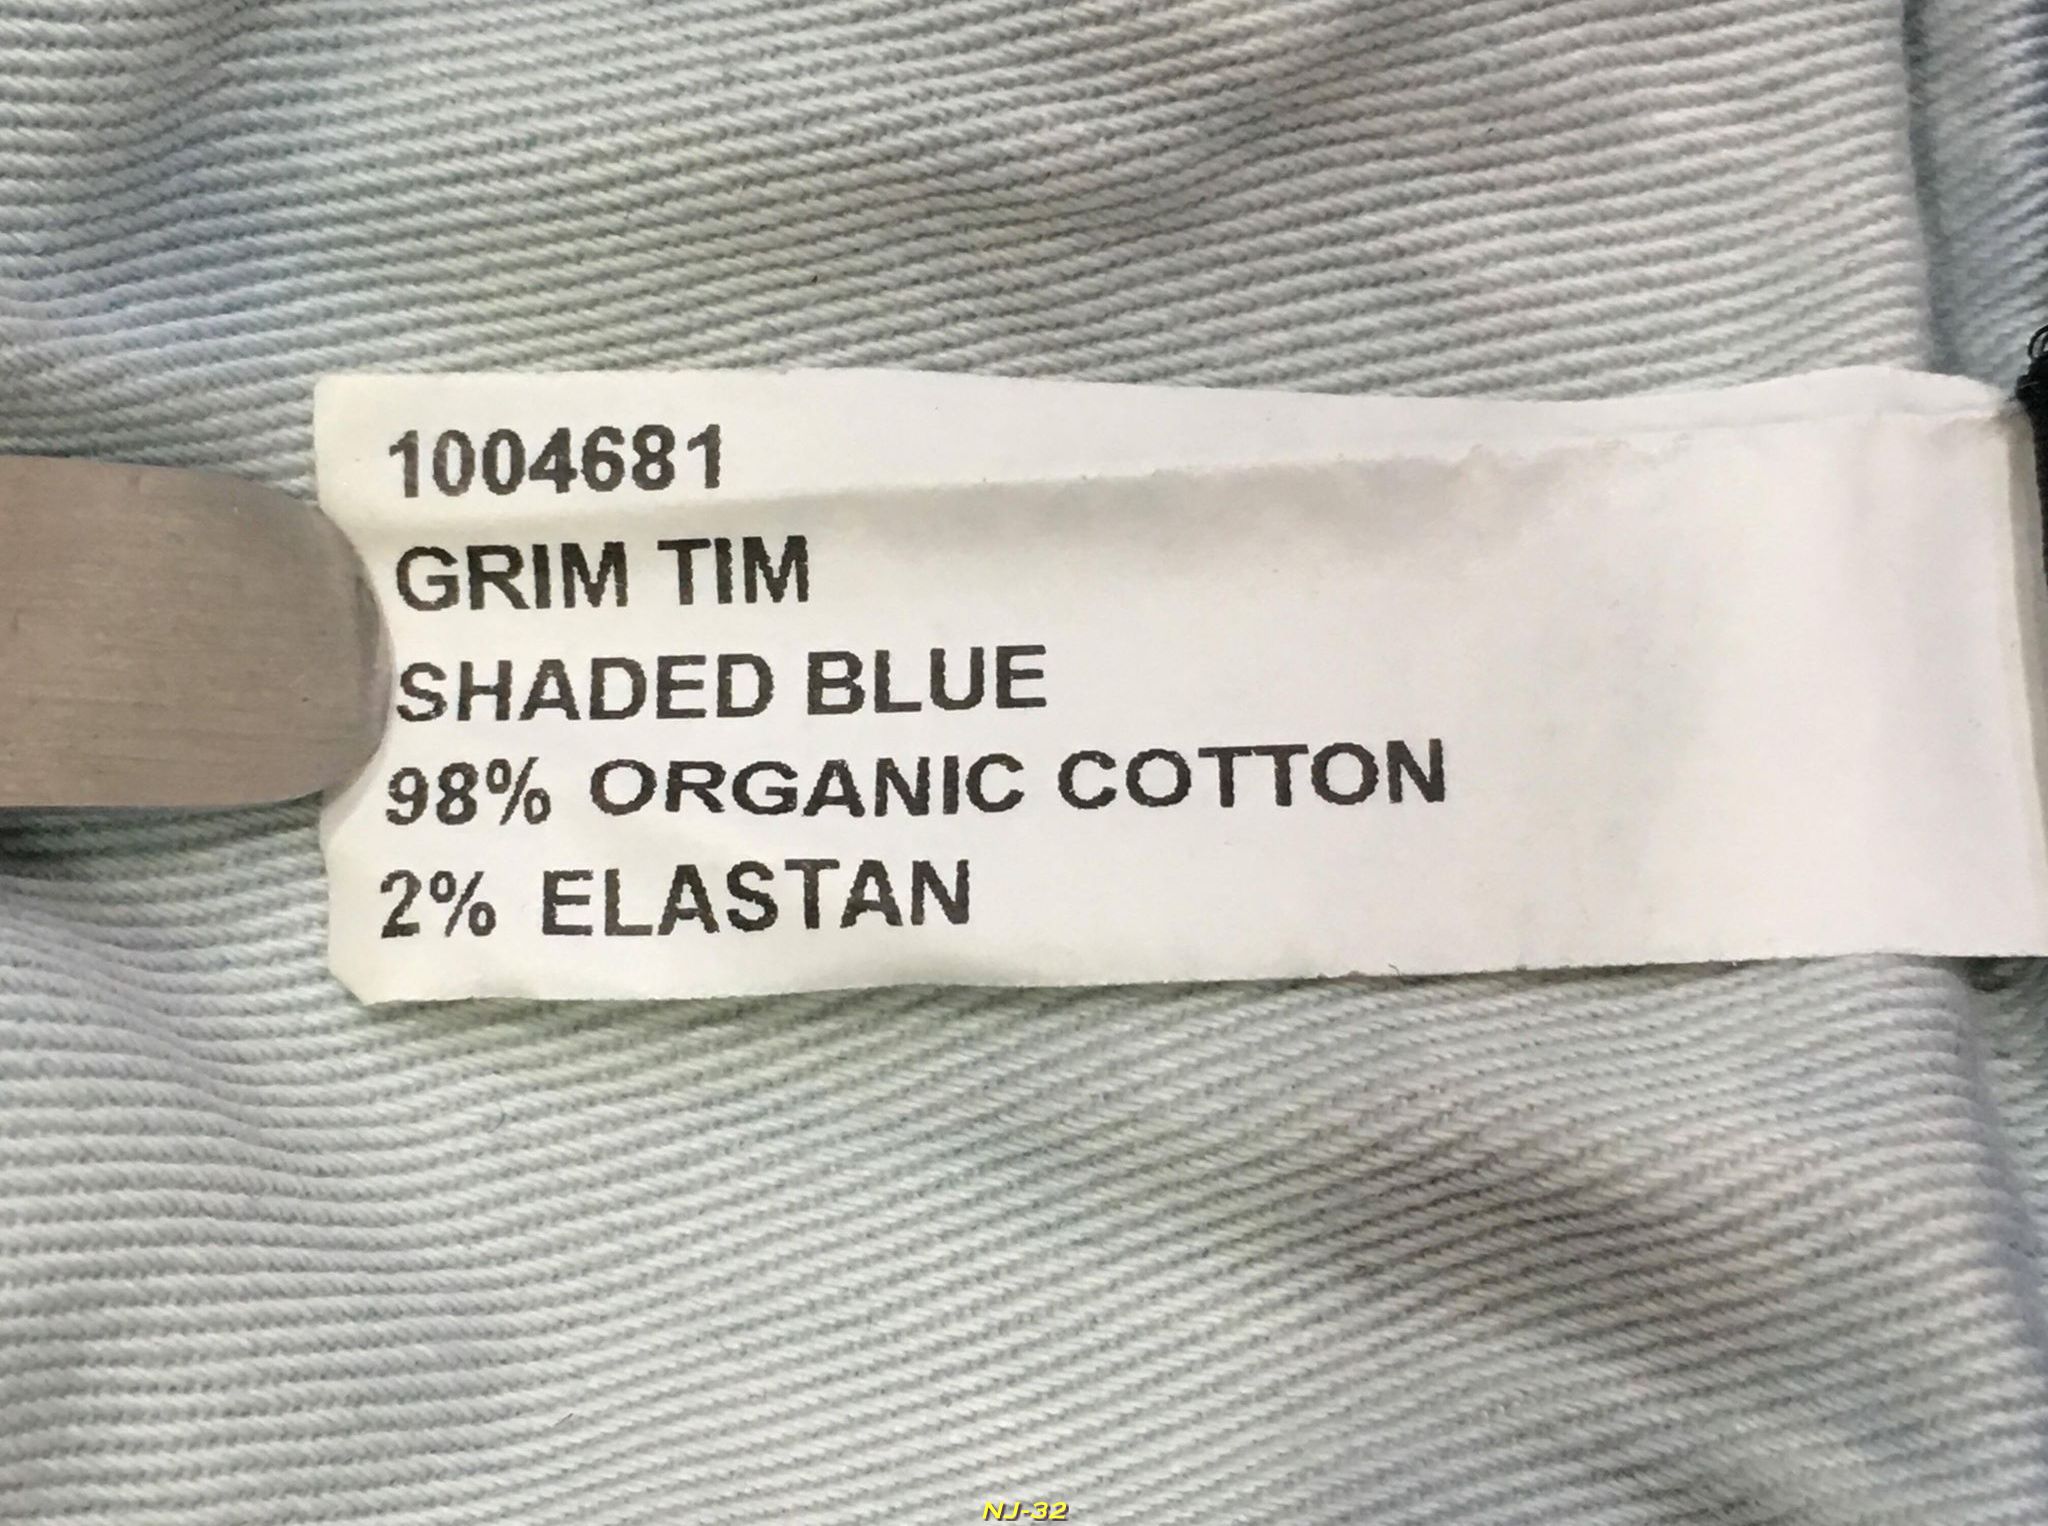 1004681
GRIM TIM
SHADED BLUE
98% ORGANIC COTTON
2% ELASTAN
NJ-32